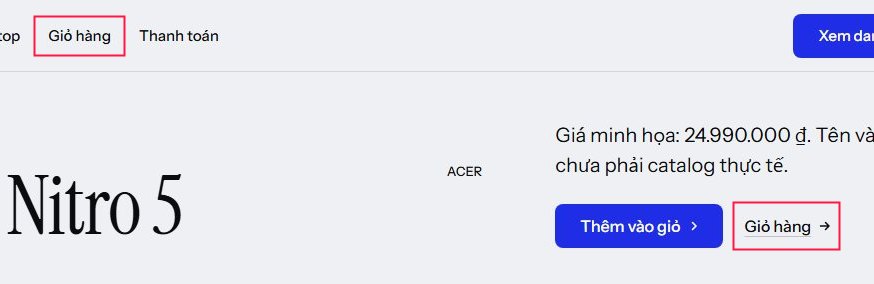 top Giỏ hàng Thanh toán Xem dan
Giá minh họa: 24.990.000 ₫. Tên và
chưa phải catalog thực tế.
ACER
Nitro 5
Thêm vào giỏ › Giỏ hàng →